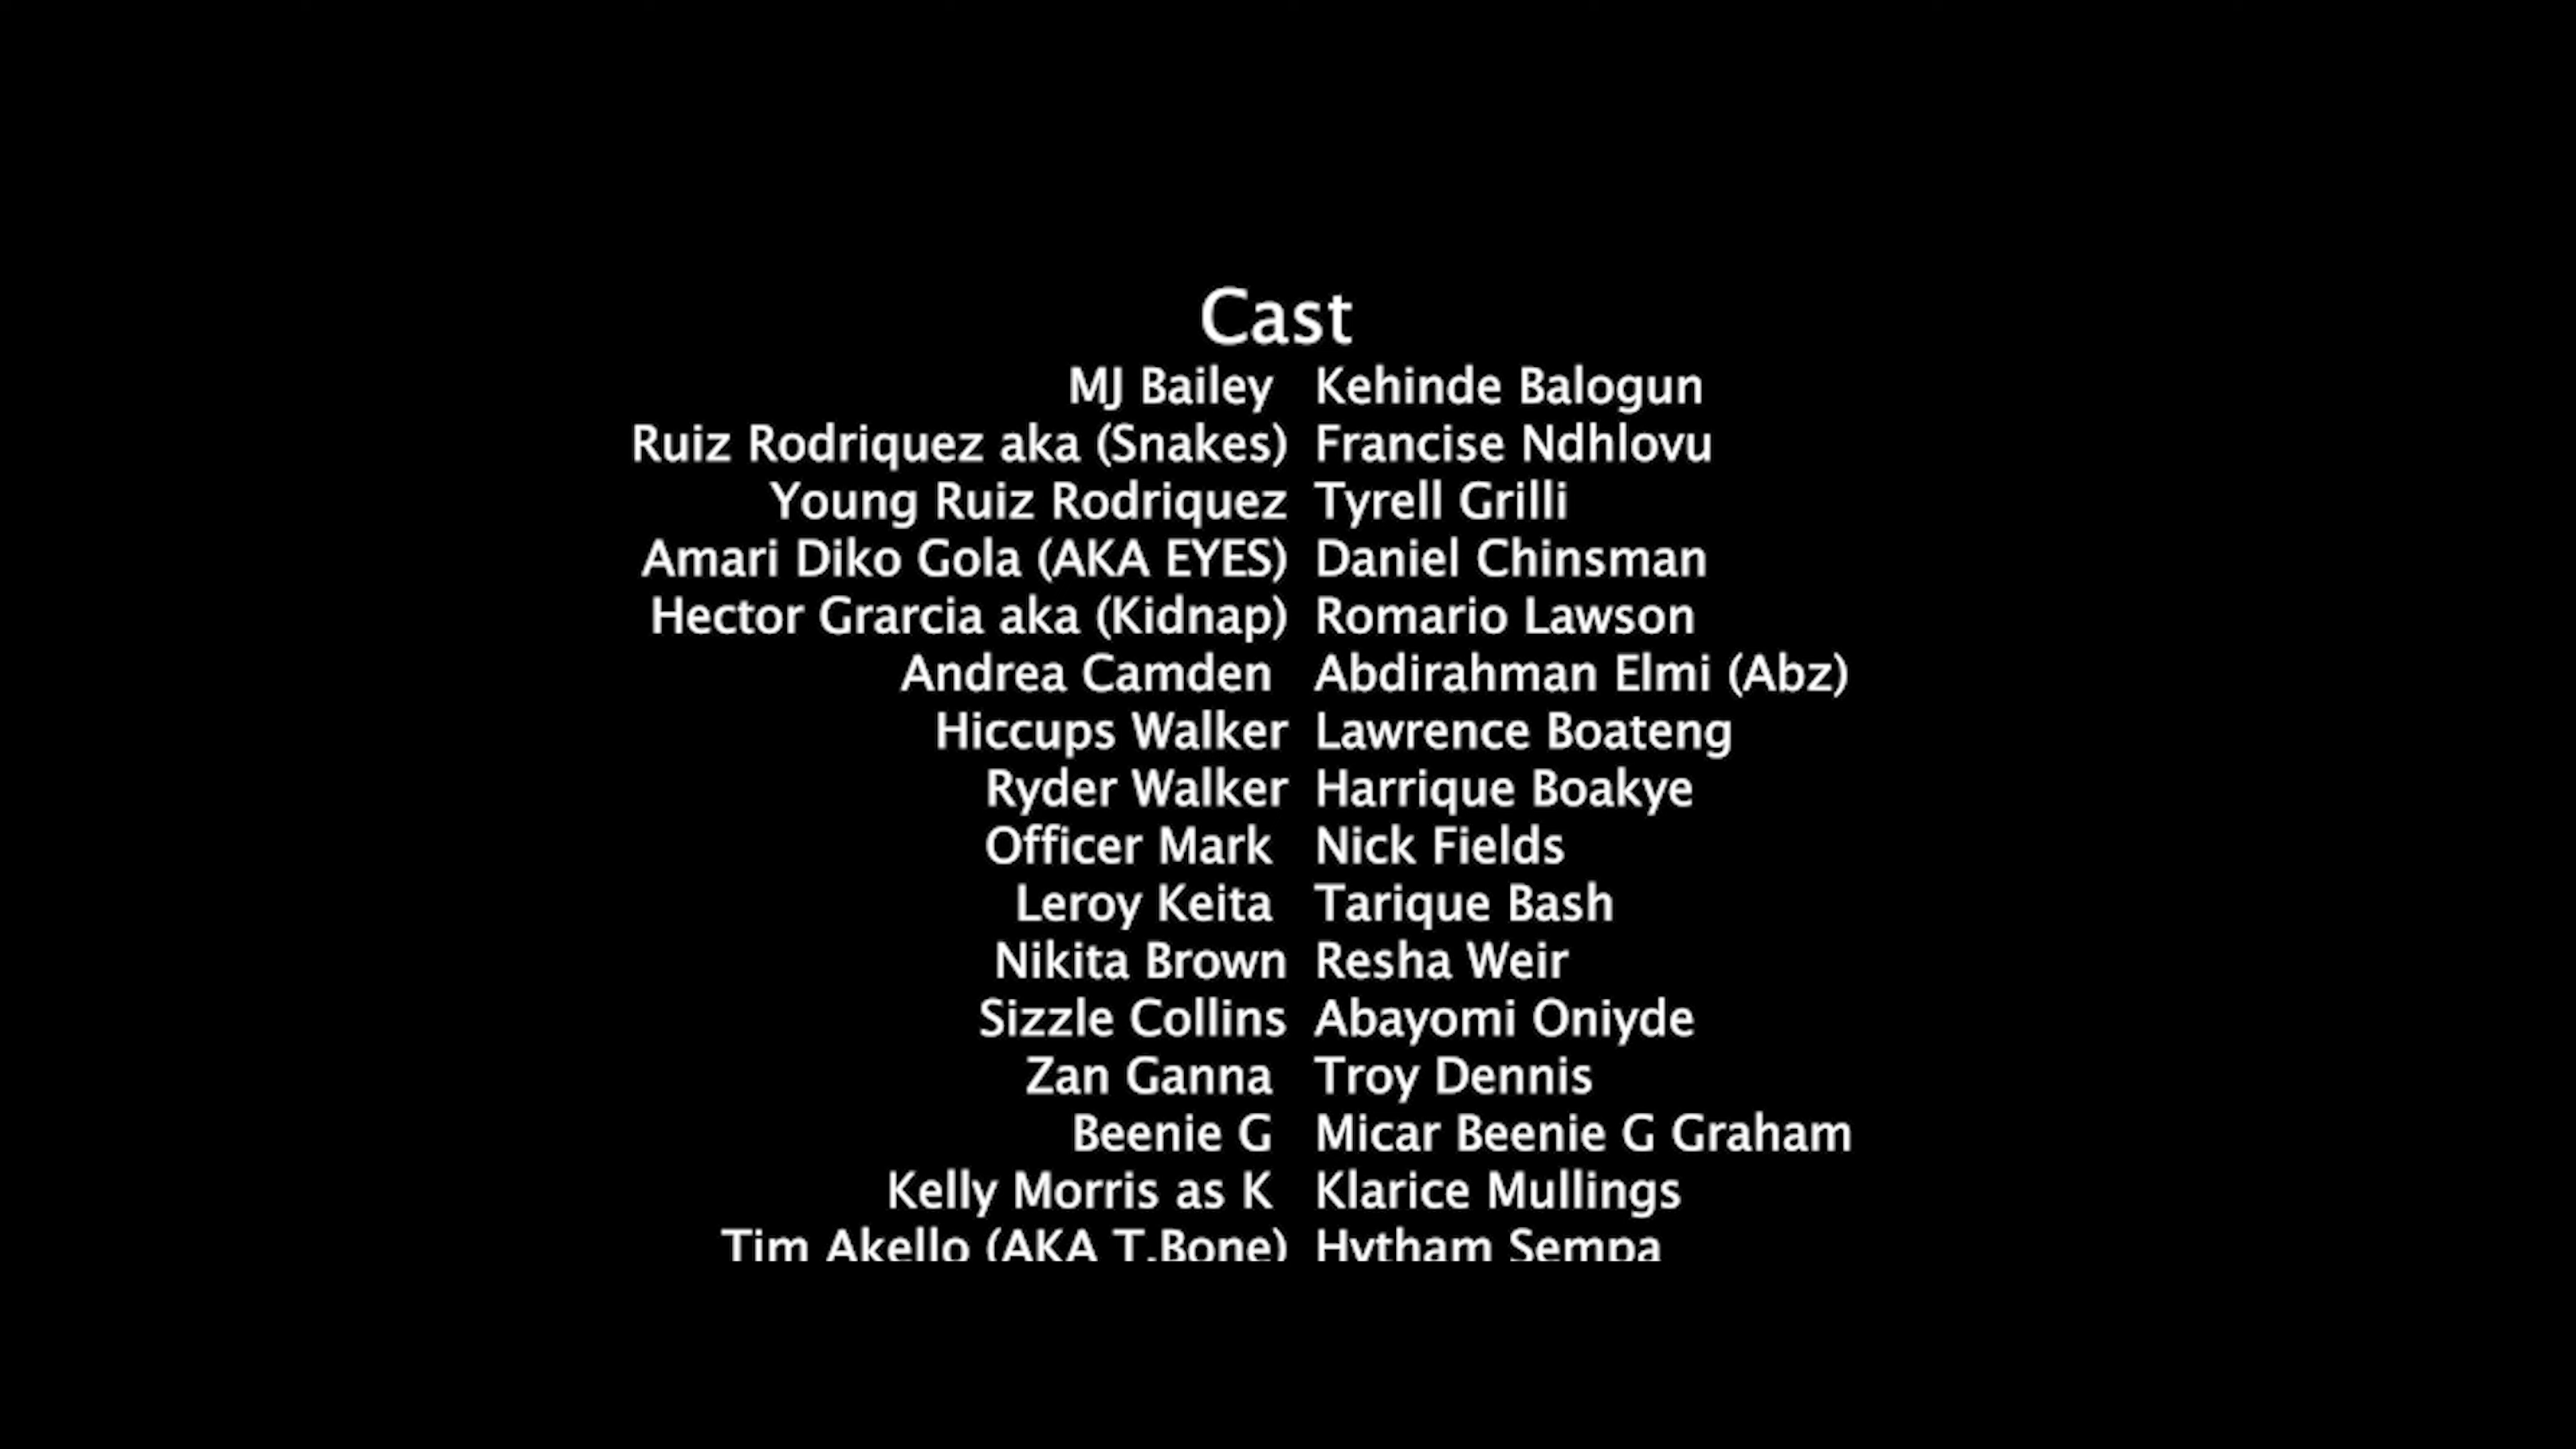 Cast
MJ Bailey Kehinde Balogun
Ruiz Rodriquez aka (Snakes) Francise Ndhlovu
Young Ruiz Rodriquez Tyrell Grilli
Amari Diko Gola (AKA EYES) Daniel Chinsman
Hector Grarcia aka (Kidnap) Romario Lawson
Andrea Camden Abdirahman Elmi (Abz)
Hiccups Walker Lawrence Boateng
Ryder Walker Harrique Boakye
Officer Mark Nick Fields
Leroy Keita Tarique Bash
Nikita Brown Resha Weir
Sizzle Collins Abayomi Oniyde
Zan Ganna Troy Dennis
Beenie G Micar Beenie G Graham
Kelly Morris as K Klarice Mullings
Tim Akello (AKA T.Bone) Hytham Sempa